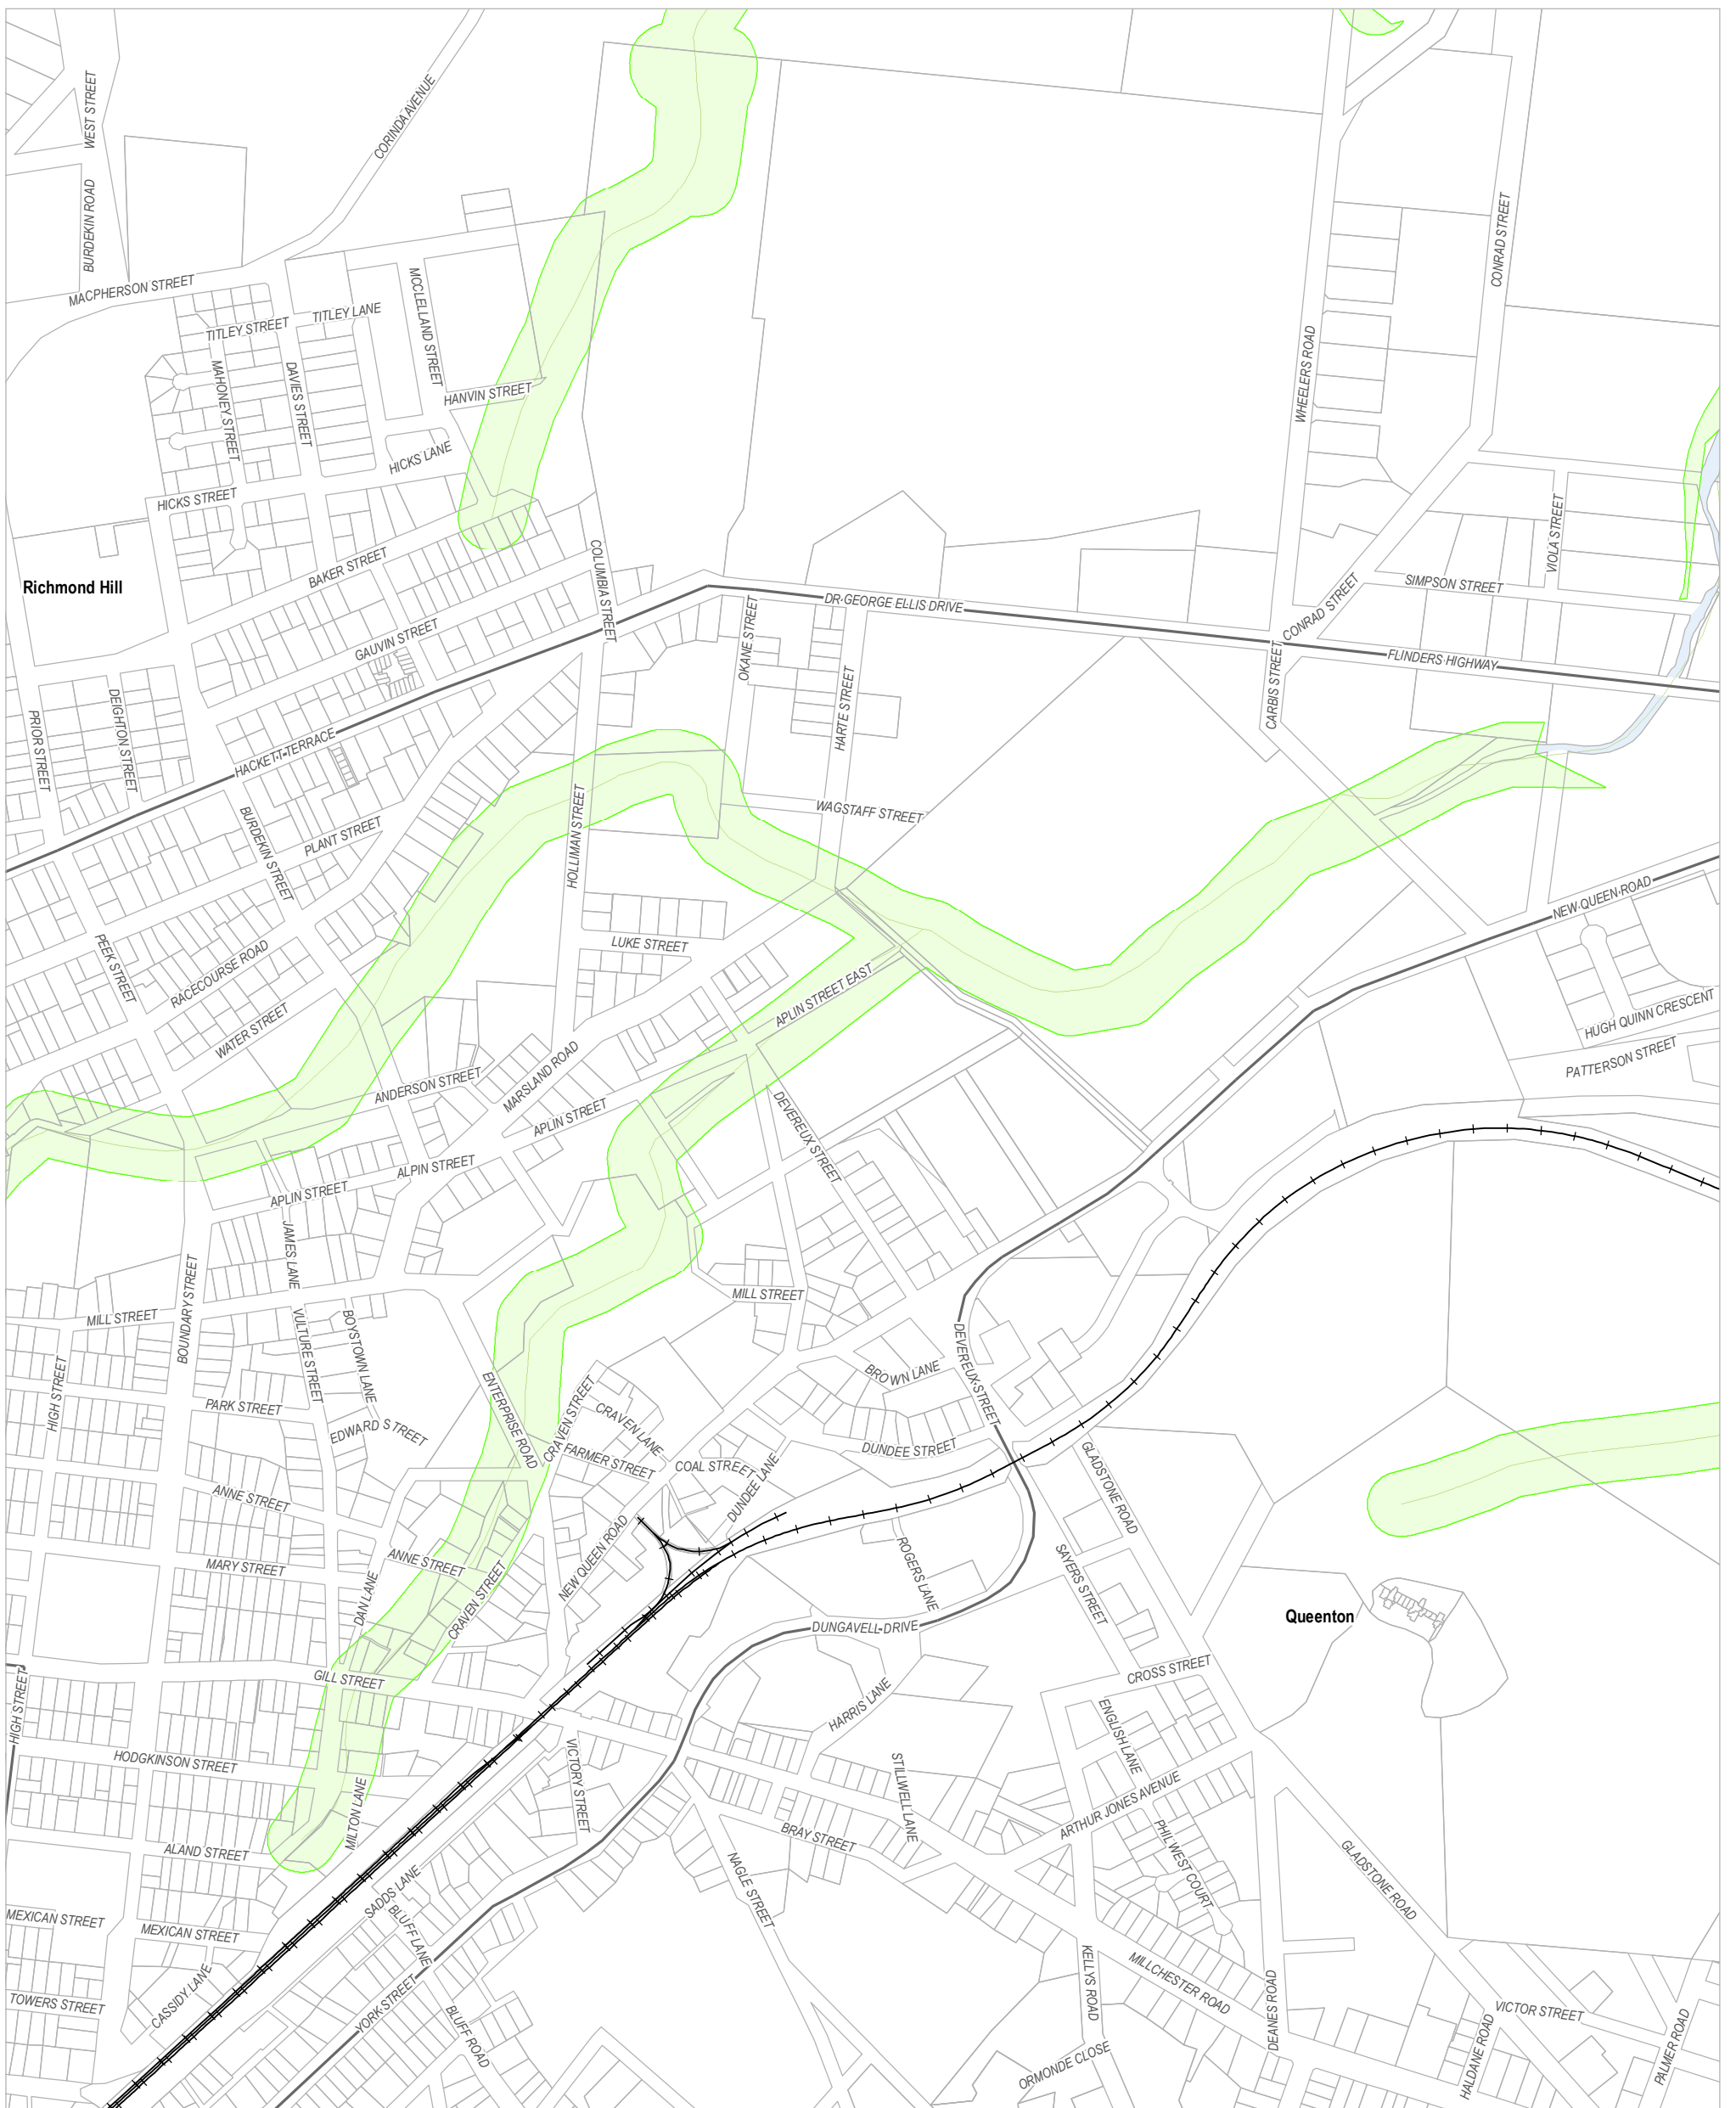 WEST STREET
CORINDA AVENUE
BURDEKIN ROAD
CONRAD STREET
MACPHERSON STREET
TITLEY STREET
TITLEY LANE
MCCLELLAND STREET
MAHONEY STREET
DAVIES STREET
HANVIN STREET
WHEELERS ROAD
HICKS LANE
HICKS STREET
VIOLA STREET
BAKER STREET
COLUMBIA STREET
Richmond Hill
SIMPSON STREET
DR GEORGE ELLIS DRIVE
CONRAD STREET
OKANE STREET
GAUVIN STREET
FLINDERS HIGHWAY
CARBIS STREET
HARTE STREET
DEIGHTON STREET
PRIOR STREET
HACKETT TERRACE
WAGSTAFF STREET
BURDEKIN STREET
PLANT STREET
HOLLIMAN STREET
NEW QUEEN ROAD
LUKE STREET
PEEK STREET
RACECOURSE ROAD
APLIN STREET EAST
HUGH QUINN CRESCENT
WATER STREET
PATTERSON STREET
MARSLAND ROAD
ANDERSON STREET
APLIN STREET
DEVEREUX STREET
ALPIN STREET
APLIN STREET
JAMES LANE
BOUNDARY STREET
MILL STREET
MILL STREET
VULTURE STREET
BOYSTOWN LANE
DEVEREUX STREET
BROWN LANE
HIGH STREET
ENTERPRISE ROAD
CRAVEN STREET
PARK STREET
CRAVEN LANE
EDWARD STREET
FARMER STREET
COAL STREET
DUNDEE STREET
DUNDEE LANE
GLADSTONE ROAD
ANNE STREET
NEW QUEEN ROAD
ANNE STREET
MARY STREET
ROGERS LANE
SAYERS STREET
DAN LANE
CRAVEN STREET
Queenton
DUNGAVELL DRIVE
GILL STREET
CROSS STREET
HIGH STREET
HARRIS LANE
ENGLISH LANE
HODGKINSON STREET
VICTORY STREET
STILLWELL LANE
MILTON LANE
ARTHUR JONES AVENUE
BRAY STREET
PHIL WEST COURT
ALAND STREET
GLADSTONE ROAD
NAGLE STREET
SADDS LANE
MEXICAN STREET
MEXICAN STREET
BLUFF LANE
KELLYS ROAD
MILLCHESTER ROAD
CASSIDY LANE
TOWERS STREET
YORK STREET
DEANES ROAD
VICTOR STREET
BLUFF ROAD
HALDANE ROAD
PALMER ROAD
ORMONDE CLOSE